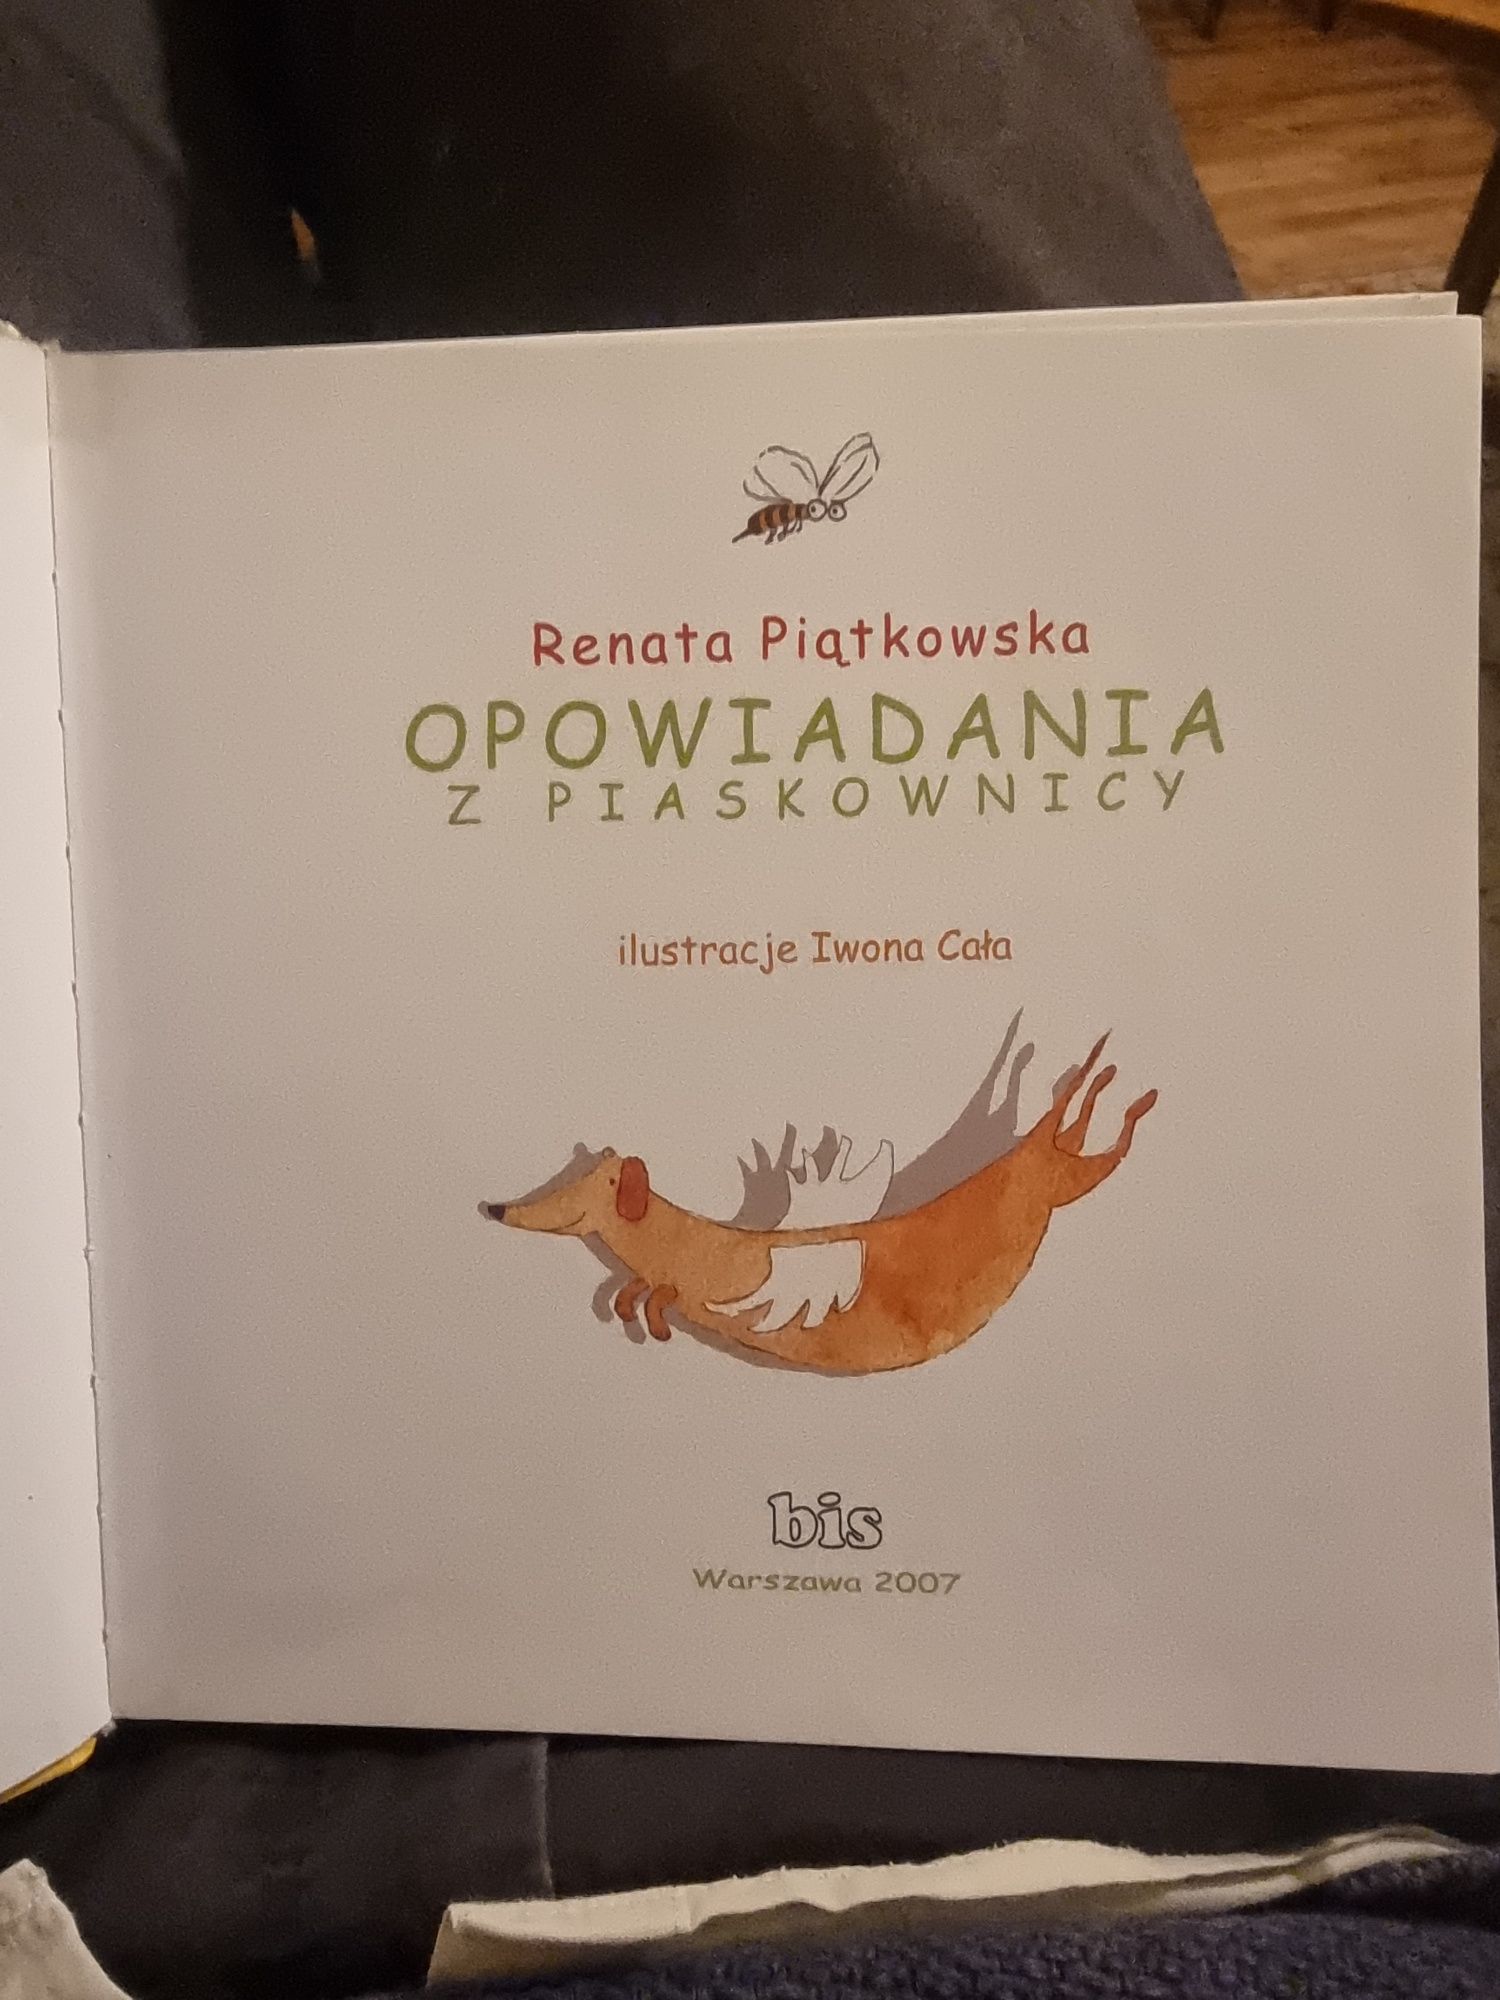 Renata Piątkowska
OPOWIADANIA
Z PIASKOWNICY
ilustracje Iwona Cała
bis
Warszawa 2007